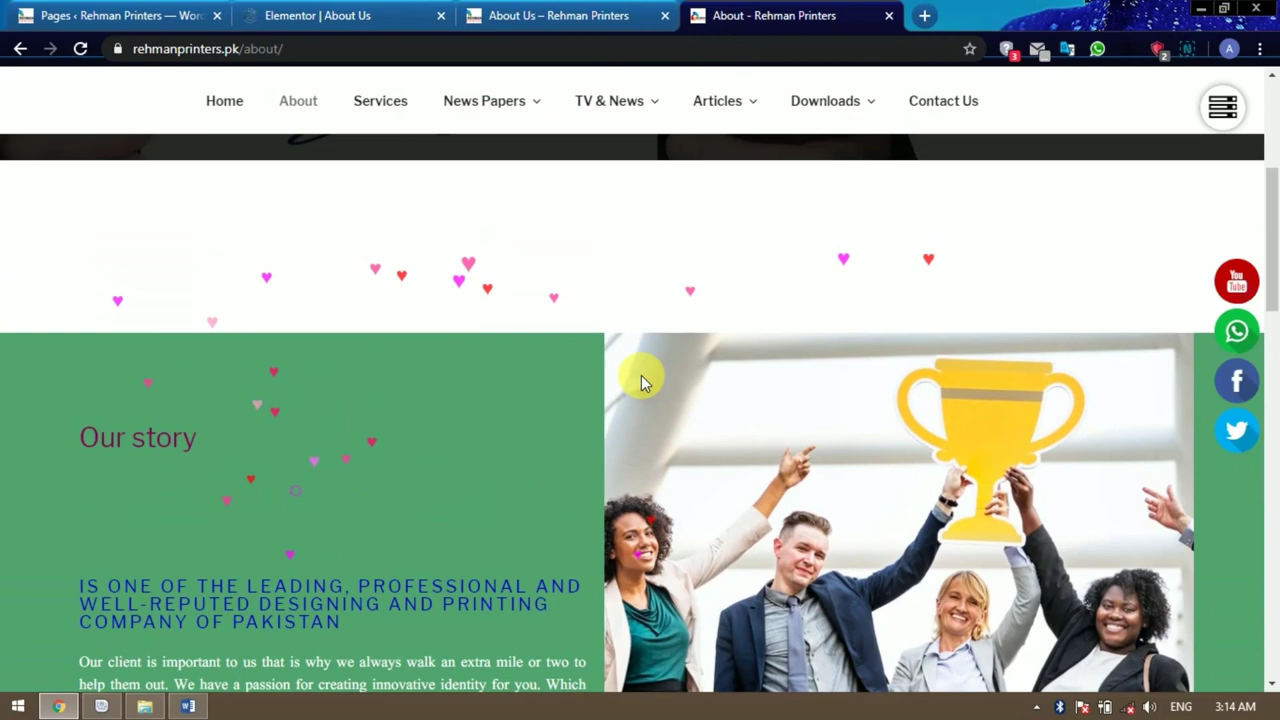 Pages ‹ Rehman Printers — Word
Elementor | About Us
About Us – Rehman Printers
About - Rehman Printers
rehmanprinters.pk/about/
3
2
A
Home
About
Services
News Papers
TV & News
Articles
Downloads
Contact Us
You
Tube
Our story
IS ONE OF THE LEADING, PROFESSIONAL AND
WELL-REPUTED DESIGNING AND PRINTING
COMPANY OF PAKISTAN
Our client is important to us that is why we always walk an extra mile or two to
help them out. We have a passion for creating innovative identity for you. Which
ENG
3:14 AM